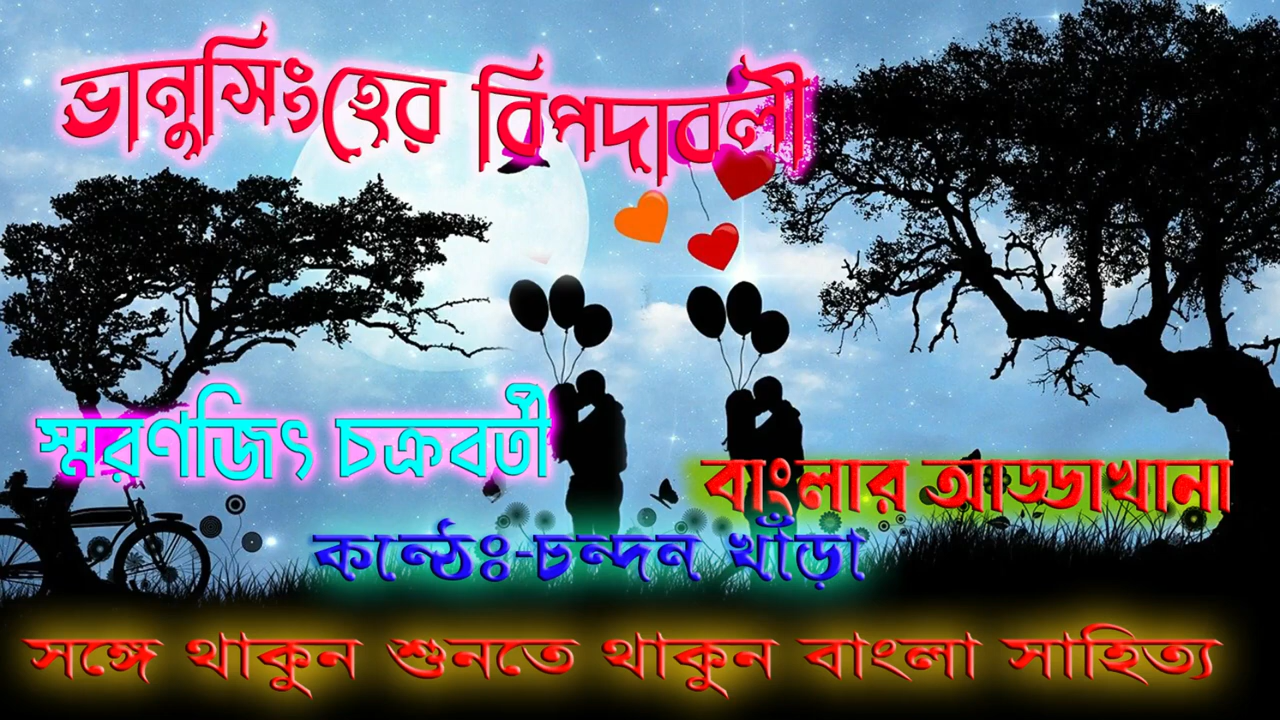 ভানুসিংহের বিপদাবলী
স্মরণজিৎ চক্রবর্তী
বাংলার আড্ডাখানা
কন্ঠেঃ-চন্দন খাঁড়া
সঙ্গে থাকুন শুনতে থাকুন বাংলা সাহিত্য